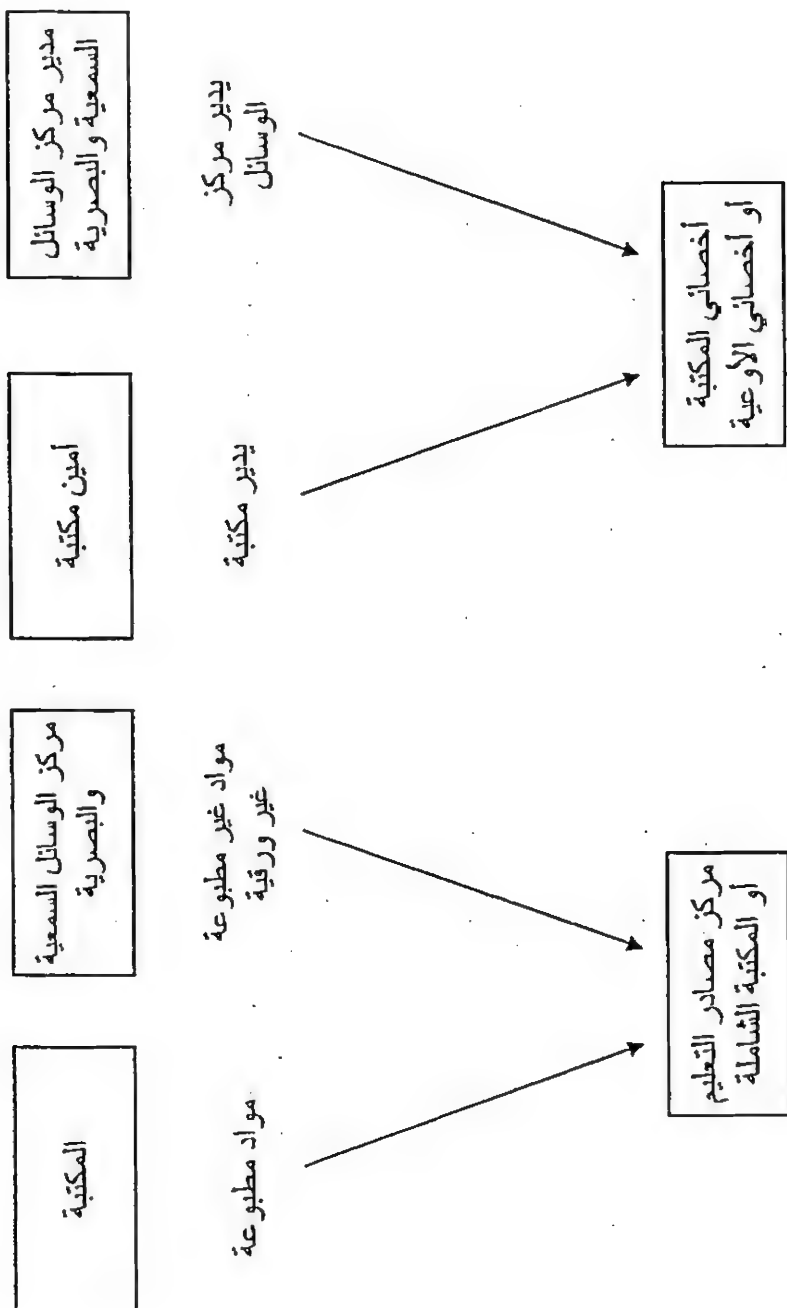 مدير مركز الوسائل
السمعية والبصرية
أمين مكتبة
مركز الوسائل السمعية
والبصرية
المكتبة
يدير مركز
الوسائل
يدير مكتبة
مواد غير مطبوعة
غير ورقية
مواد مطبوعة
أخصائي المكتبة
أو أخصائي الأوعية
مركز مصادر التعليم
أو المكتبة الشاملة